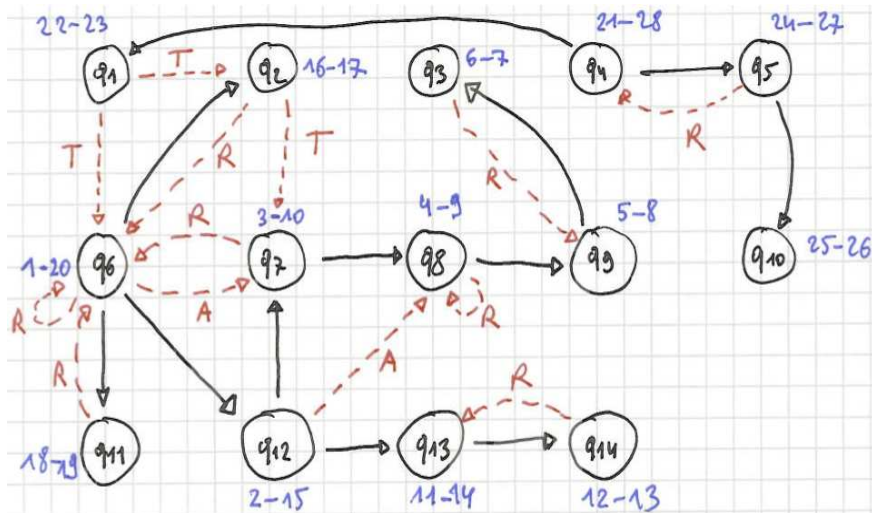 22-23 21-28 24-27
q1 T q2 16-17 q3 6-7 q4 q5
T R T R R
3-10 4-9 5-8
1-20 q6 R q7 q8 q9 q10 25-26
R A R
R A R
18-19 q11 q12 q13 q14
2-15 11-14 12-13